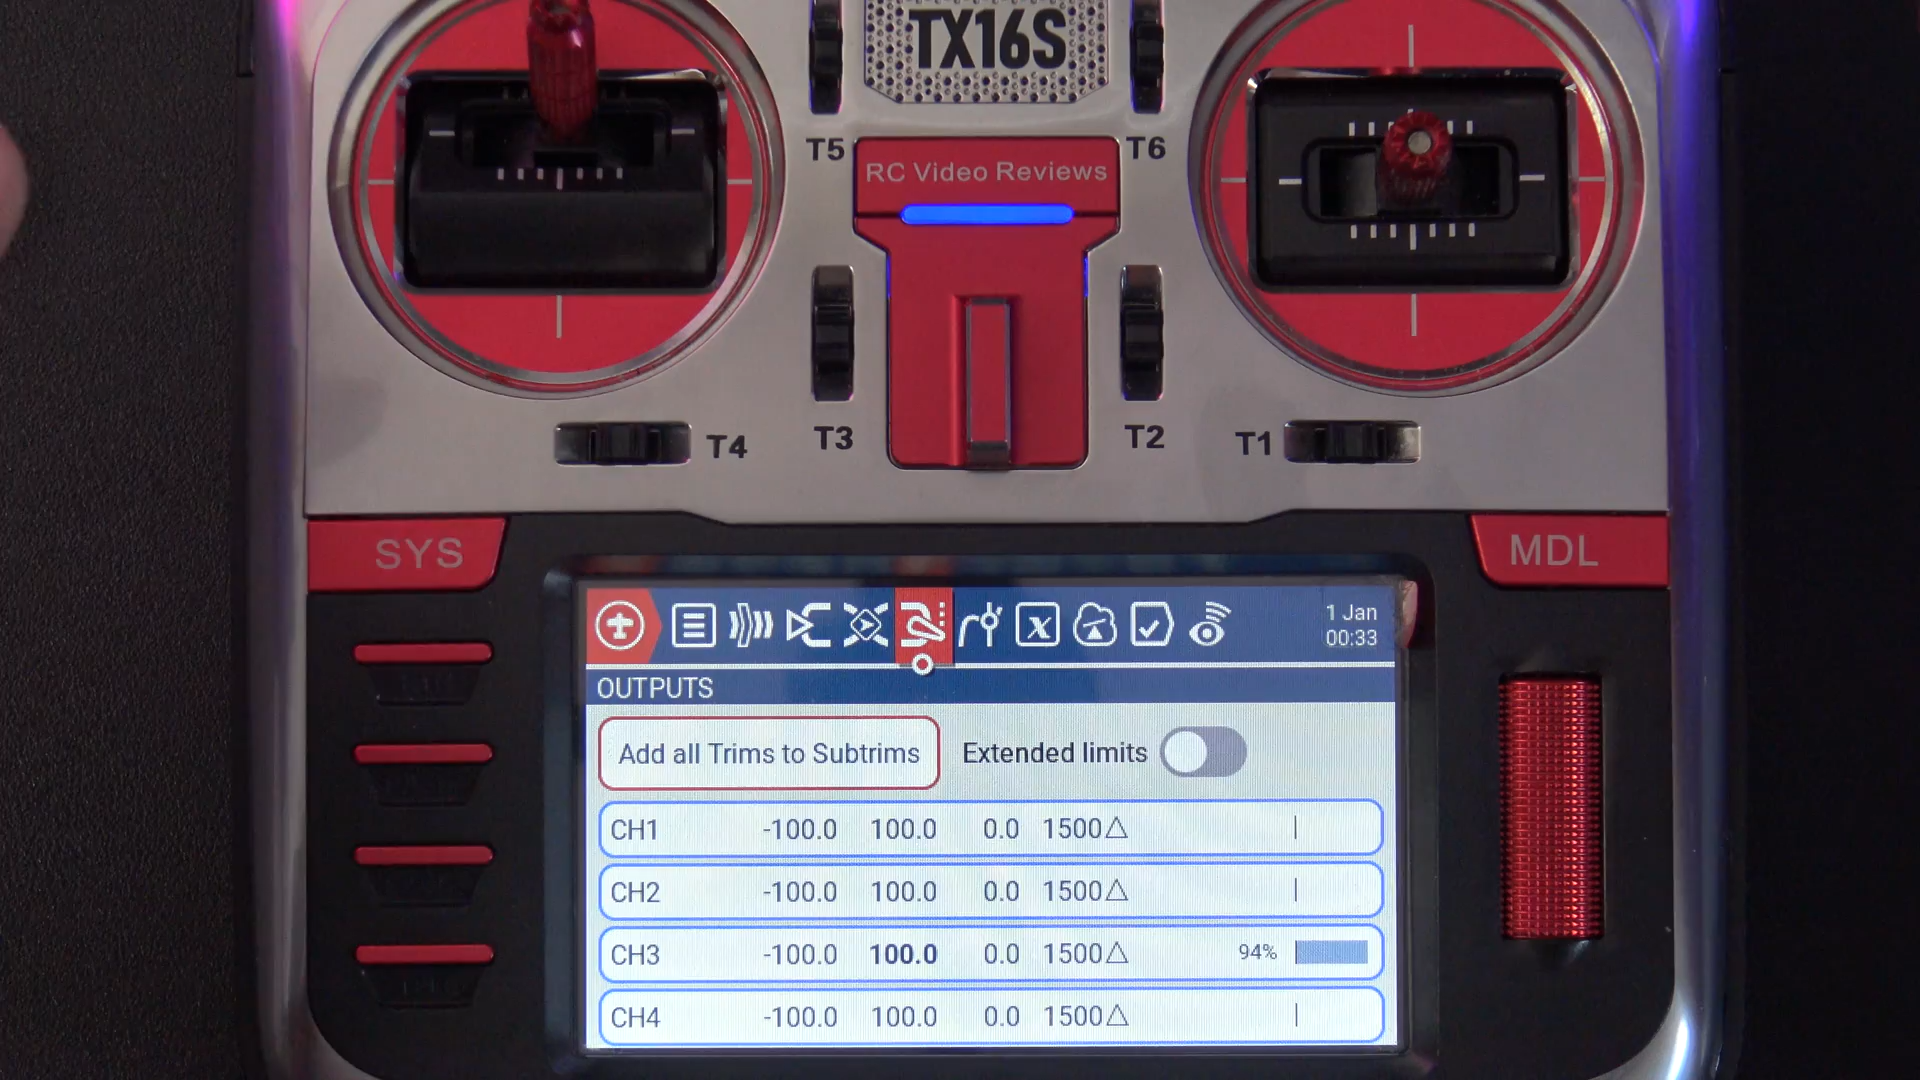 TX16S
T5
T6
RC Video Reviews
T4
T3
T2
T1
SYS
MDL
1 Jan
00:33
OUTPUTS
Add all Trims to Subtrims
Extended limits
CH1 -100.0 100.0 0.0 1500△
CH2 -100.0 100.0 0.0 1500△
CH3 -100.0 100.0 0.0 1500△ 94%
CH4 -100.0 100.0 0.0 1500△